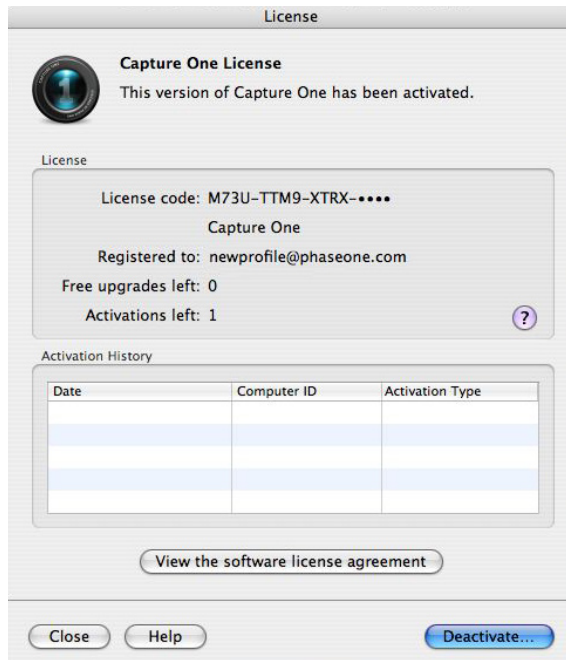 License
Capture One License
This version of Capture One has been activated.
License
License code: M73U-TTM9-XTRX-••••
Capture One
Registered to: newprofile@phaseone.com
Free upgrades left: 0
Activations left: 1
?
Activation History
Date Computer ID Activation Type
View the software license agreement
Close Help Deactivate...